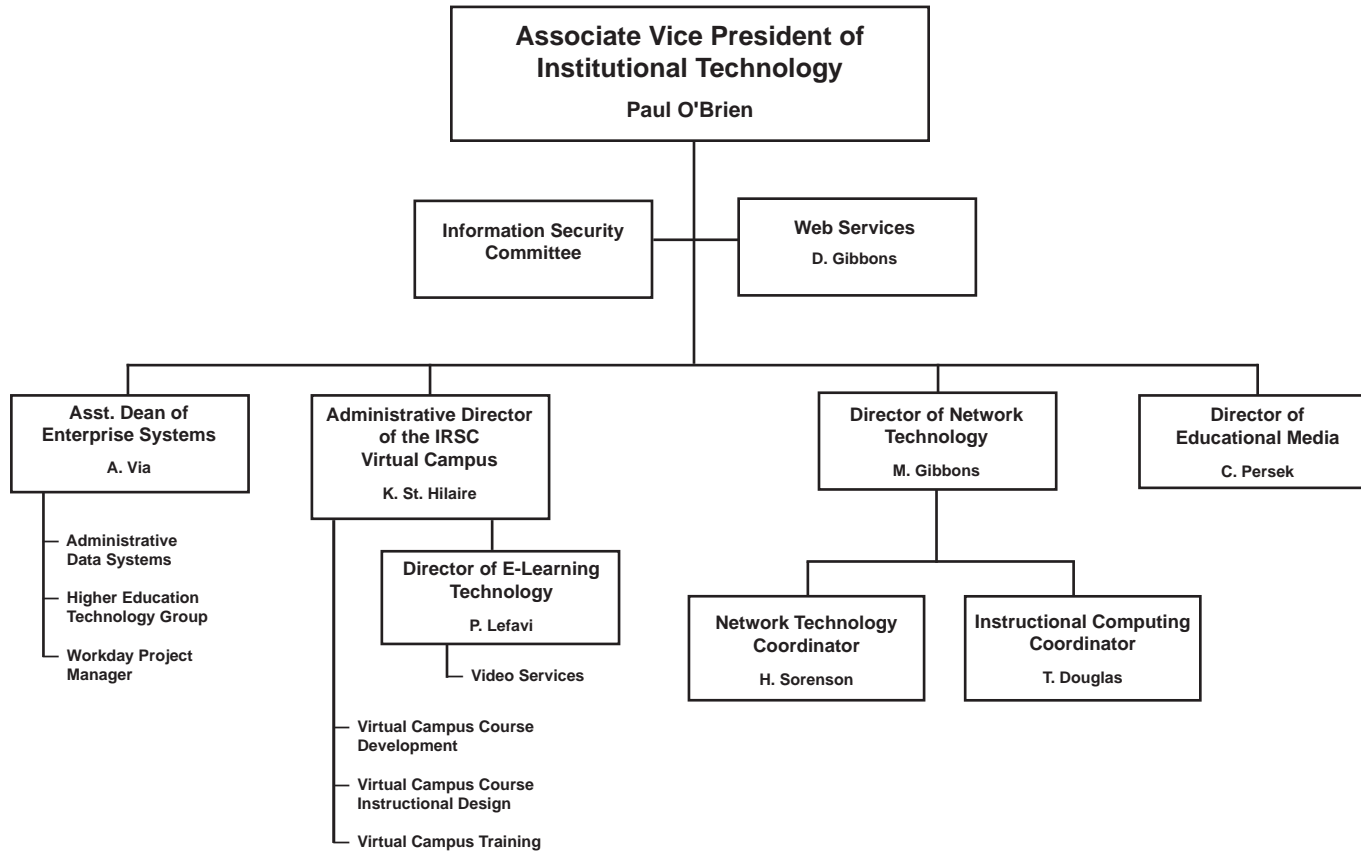 Associate Vice President of
Institutional Technology
Paul O'Brien
Information Security
Committee
Web Services
D. Gibbons
Asst. Dean of
Enterprise Systems
A. Via
Administrative
Data Systems
Higher Education
Technology Group
Workday Project
Manager
Administrative Director
of the IRSC
Virtual Campus
K. St. Hilaire
Director of E-Learning
Technology
P. Lefavi
Video Services
Virtual Campus Course
Development
Virtual Campus Course
Instructional Design
Virtual Campus Training
Director of Network
Technology
M. Gibbons
Network Technology
Coordinator
H. Sorenson
Instructional Computing
Coordinator
T. Douglas
Director of
Educational Media
C. Persek